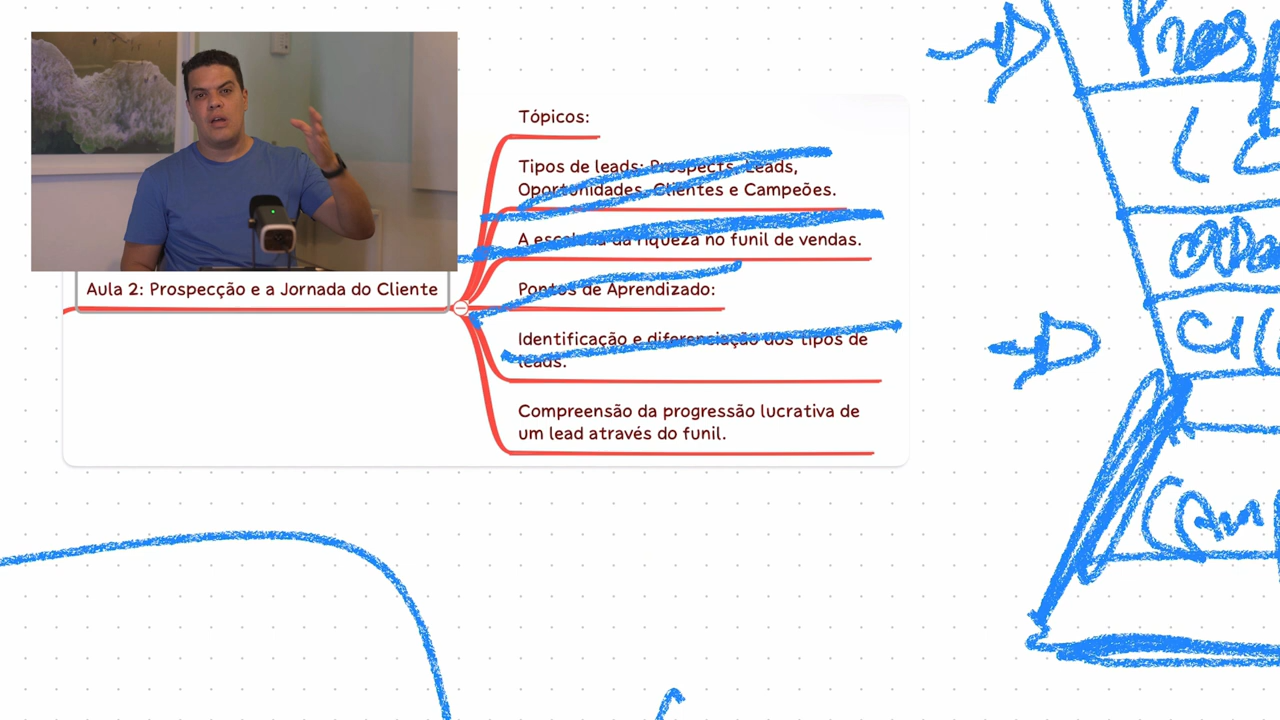 Tópicos:
Tipos de leads: Prospects, Leads,
Oportunidades, Clientes e Campeões.
A escalada da riqueza no funil de vendas.
Aula 2: Prospecção e a Jornada do Cliente
Pontos de Aprendizado:
Identificação e diferenciação dos tipos de
leads.
Compreensão da progressão lucrativa de
um lead através do funil.
Prosp